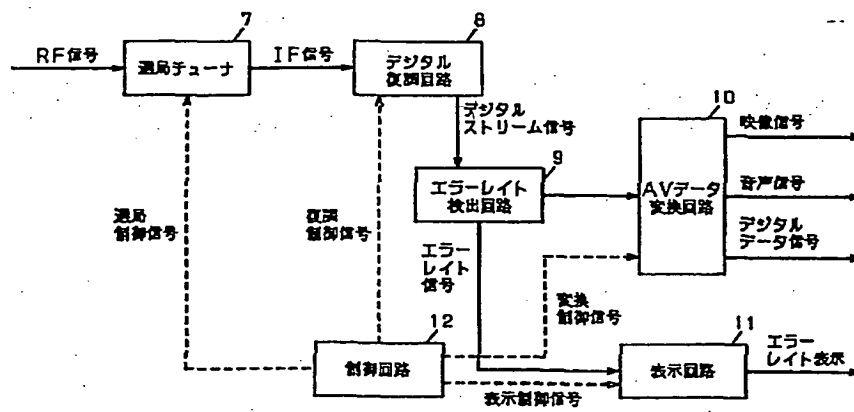 7
8
RF信号
選局チューナ
IF信号
デジタル
復調回路
10
デジタル
ストリーム信号
映像信号
9
エラーレイト
検出回路
AVデータ
変換回路
音声信号
選局
制御信号
復調
制御信号
デジタル
データ信号
エラー
レイト
信号
変換
制御信号
12
11
制御回路
表示回路
エラー
レイト表示
表示制御信号